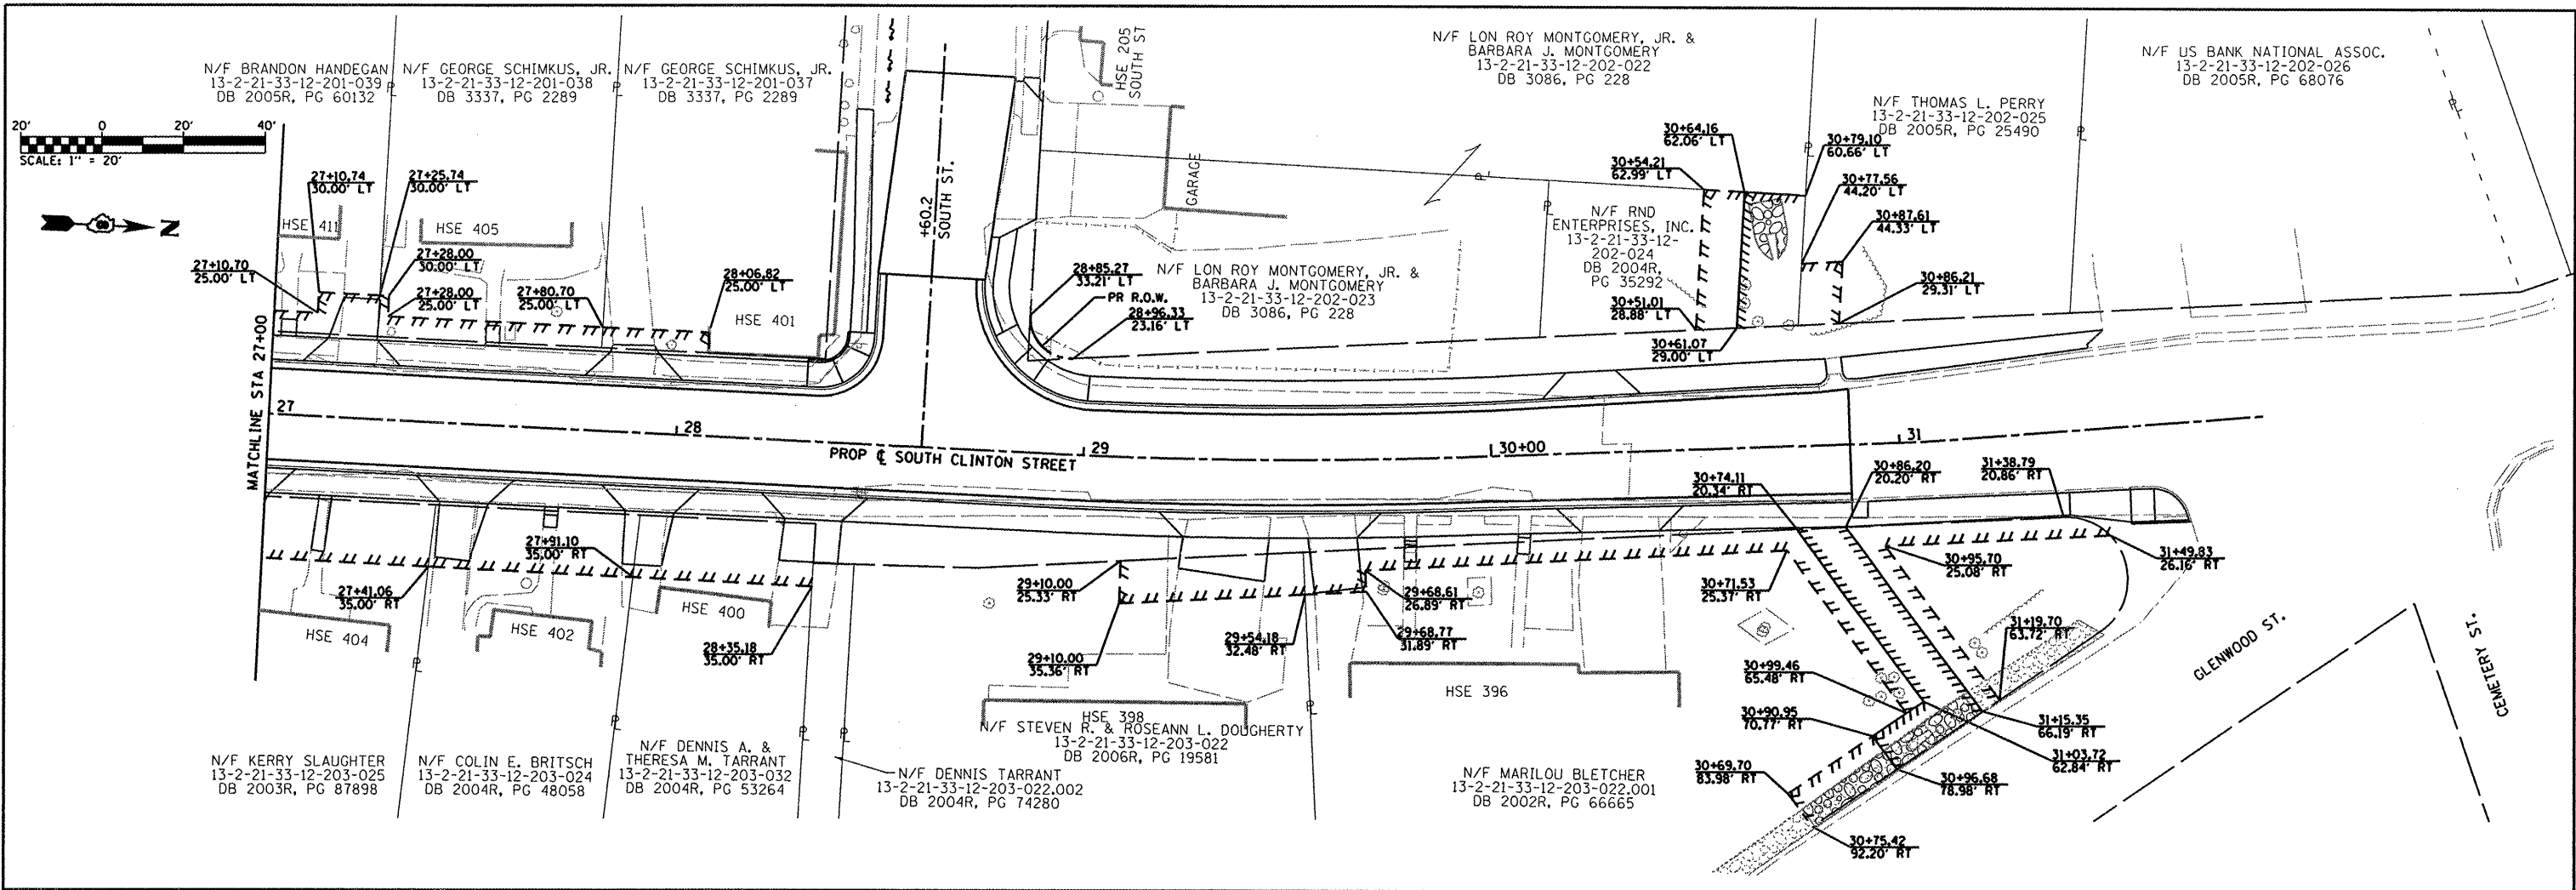 N/F BRANDON HANDEGAN
13-2-21-33-12-201-039
DB 2005R, PG 60132
N/F GEORGE SCHIMKUS, JR.
13-2-21-33-12-201-038
DB 3337, PG 2289
N/F GEORGE SCHIMKUS, JR.
13-2-21-33-12-201-037
DB 3337, PG 2289
HSE 205
SOUTH ST
N/F LON ROY MONTGOMERY, JR. &
BARBARA J. MONTGOMERY
13-2-21-33-12-202-022
DB 3086, PG 228
N/F THOMAS L. PERRY
13-2-21-33-12-202-025
DB 2005R, PG 25490
N/F US BANK NATIONAL ASSOC.
13-2-21-33-12-202-026
DB 2005R, PG 68076
20' 0 20' 40'
SCALE: 1" = 20'
N
27+10.74
30.00' LT
27+25.74
30.00' LT
HSE 411
HSE 405
27+10.70
25.00' LT
27+28.00
30.00' LT
27+28.00
25.00' LT
27+80.70
25.00' LT
28+06.82
25.00' LT
HSE 401
+60.2
SOUTH ST.
GARAGE
28+85.27
33.21' LT
PR R.O.W.
28+96.33
23.16' LT
N/F LON ROY MONTGOMERY, JR. &
BARBARA J. MONTGOMERY
13-2-21-33-12-202-023
DB 3086, PG 228
N/F RND
ENTERPRISES, INC.
13-2-21-33-12-
202-024
DB 2004R,
PG 35292
30+64.16
62.06' LT
30+54.21
62.99' LT
30+79.10
60.66' LT
30+77.56
44.20' LT
30+87.61
44.33' LT
30+86.21
29.31' LT
30+51.01
28.88' LT
30+61.07
29.00' LT
MATCHLINE STA 27+00
27
28
29
30+00
31
PROP ℄ SOUTH CLINTON STREET
27+41.06
35.00' RT
27+91.10
35.00' RT
28+35.18
35.00' RT
HSE 404
HSE 402
HSE 400
29+10.00
25.33' RT
29+10.00
35.36' RT
29+54.18
32.48' RT
29+68.61
26.89' RT
29+68.77
31.89' RT
HSE 398
HSE 396
30+74.11
20.34' RT
30+86.20
20.20' RT
31+38.79
20.86' RT
30+71.53
25.37' RT
30+95.70
25.08' RT
31+49.83
26.16' RT
31+19.70
63.72' RT
30+99.46
65.48' RT
30+90.95
70.77' RT
30+69.70
83.98' RT
31+15.35
66.19' RT
31+03.72
62.84' RT
30+96.68
78.98' RT
30+75.42
92.20' RT
GLENWOOD ST.
CEMETERY ST.
N/F KERRY SLAUGHTER
13-2-21-33-12-203-025
DB 2003R, PG 87898
N/F COLIN E. BRITSCH
13-2-21-33-12-203-024
DB 2004R, PG 48058
N/F DENNIS A. &
THERESA M. TARRANT
13-2-21-33-12-203-032
DB 2004R, PG 53264
N/F DENNIS TARRANT
13-2-21-33-12-203-022.002
DB 2004R, PG 74280
N/F STEVEN R. & ROSEANN L. DOUGHERTY
13-2-21-33-12-203-022
DB 2006R, PG 19581
N/F MARILOU BLETCHER
13-2-21-33-12-203-022.001
DB 2002R, PG 66665